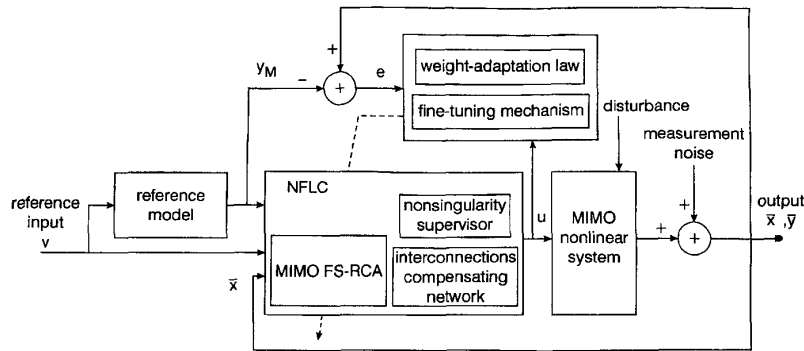 +
y_M
−
+
e
weight-adaptation law
fine-tuning mechanism
disturbance
measurement
noise
reference
input
v
reference
model
NFLC
nonsingularity
supervisor
u
MIMO
nonlinear
system
+
+
+
output
x̅ ,y̅
x̅
MIMO FS-RCA
interconnections
compensating
network